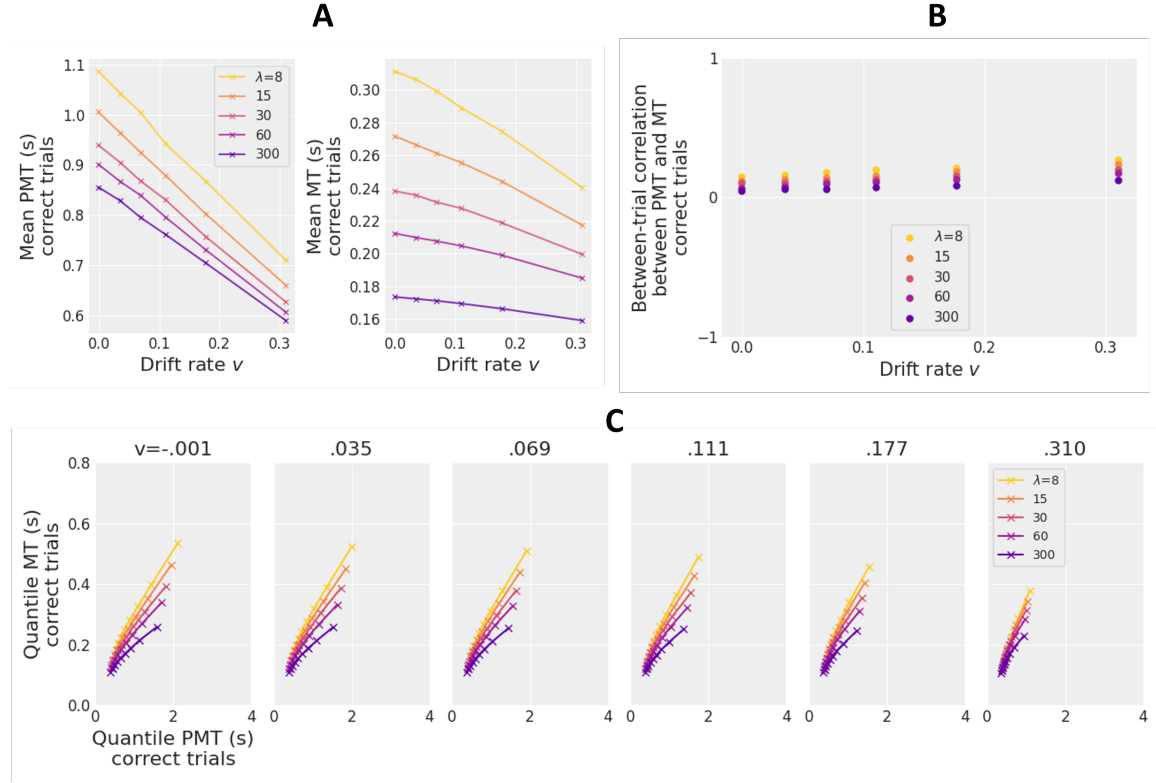 A
B
Mean PMT (s)
correct trials
1.1
1.0
0.9
0.8
0.7
0.6
λ=8
15
30
60
300
0.0
0.1
0.2
0.3
Drift rate v
Mean MT (s)
correct trials
0.30
0.28
0.26
0.24
0.22
0.20
0.18
0.16
0.0
0.1
0.2
0.3
Drift rate v
Between-trial correlation
between PMT and MT
correct trials
1
0
−1
λ=8
15
30
60
300
0.0
0.1
0.2
0.3
Drift rate v
C
v=-.001
.035
.069
.111
.177
.310
Quantile MT (s)
correct trials
0.8
0.6
0.4
0.2
0.0
λ=8
15
30
60
300
0 2 4
0 2 4
0 2 4
0 2 4
0 2 4
0 2 4
Quantile PMT (s)
correct trials